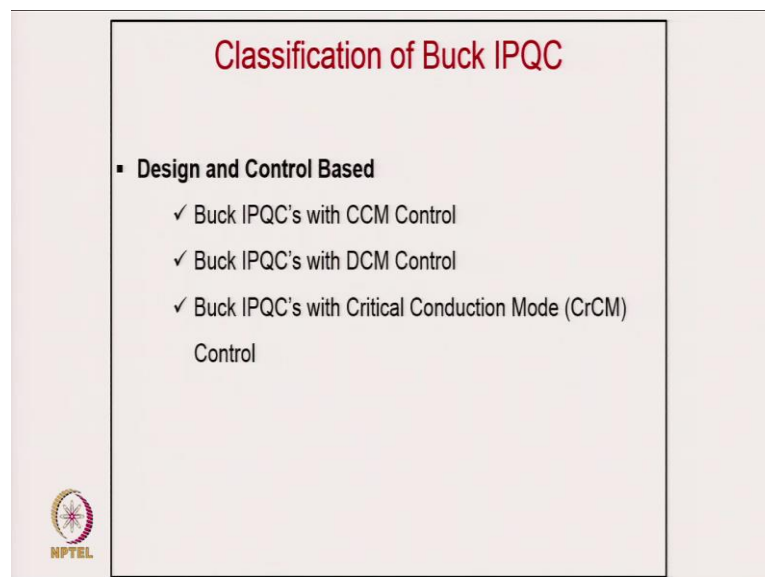 Classification of Buck IPQC
▪ Design and Control Based
✓ Buck IPQC's with CCM Control
✓ Buck IPQC's with DCM Control
✓ Buck IPQC's with Critical Conduction Mode (CrCM)
Control
NPTEL